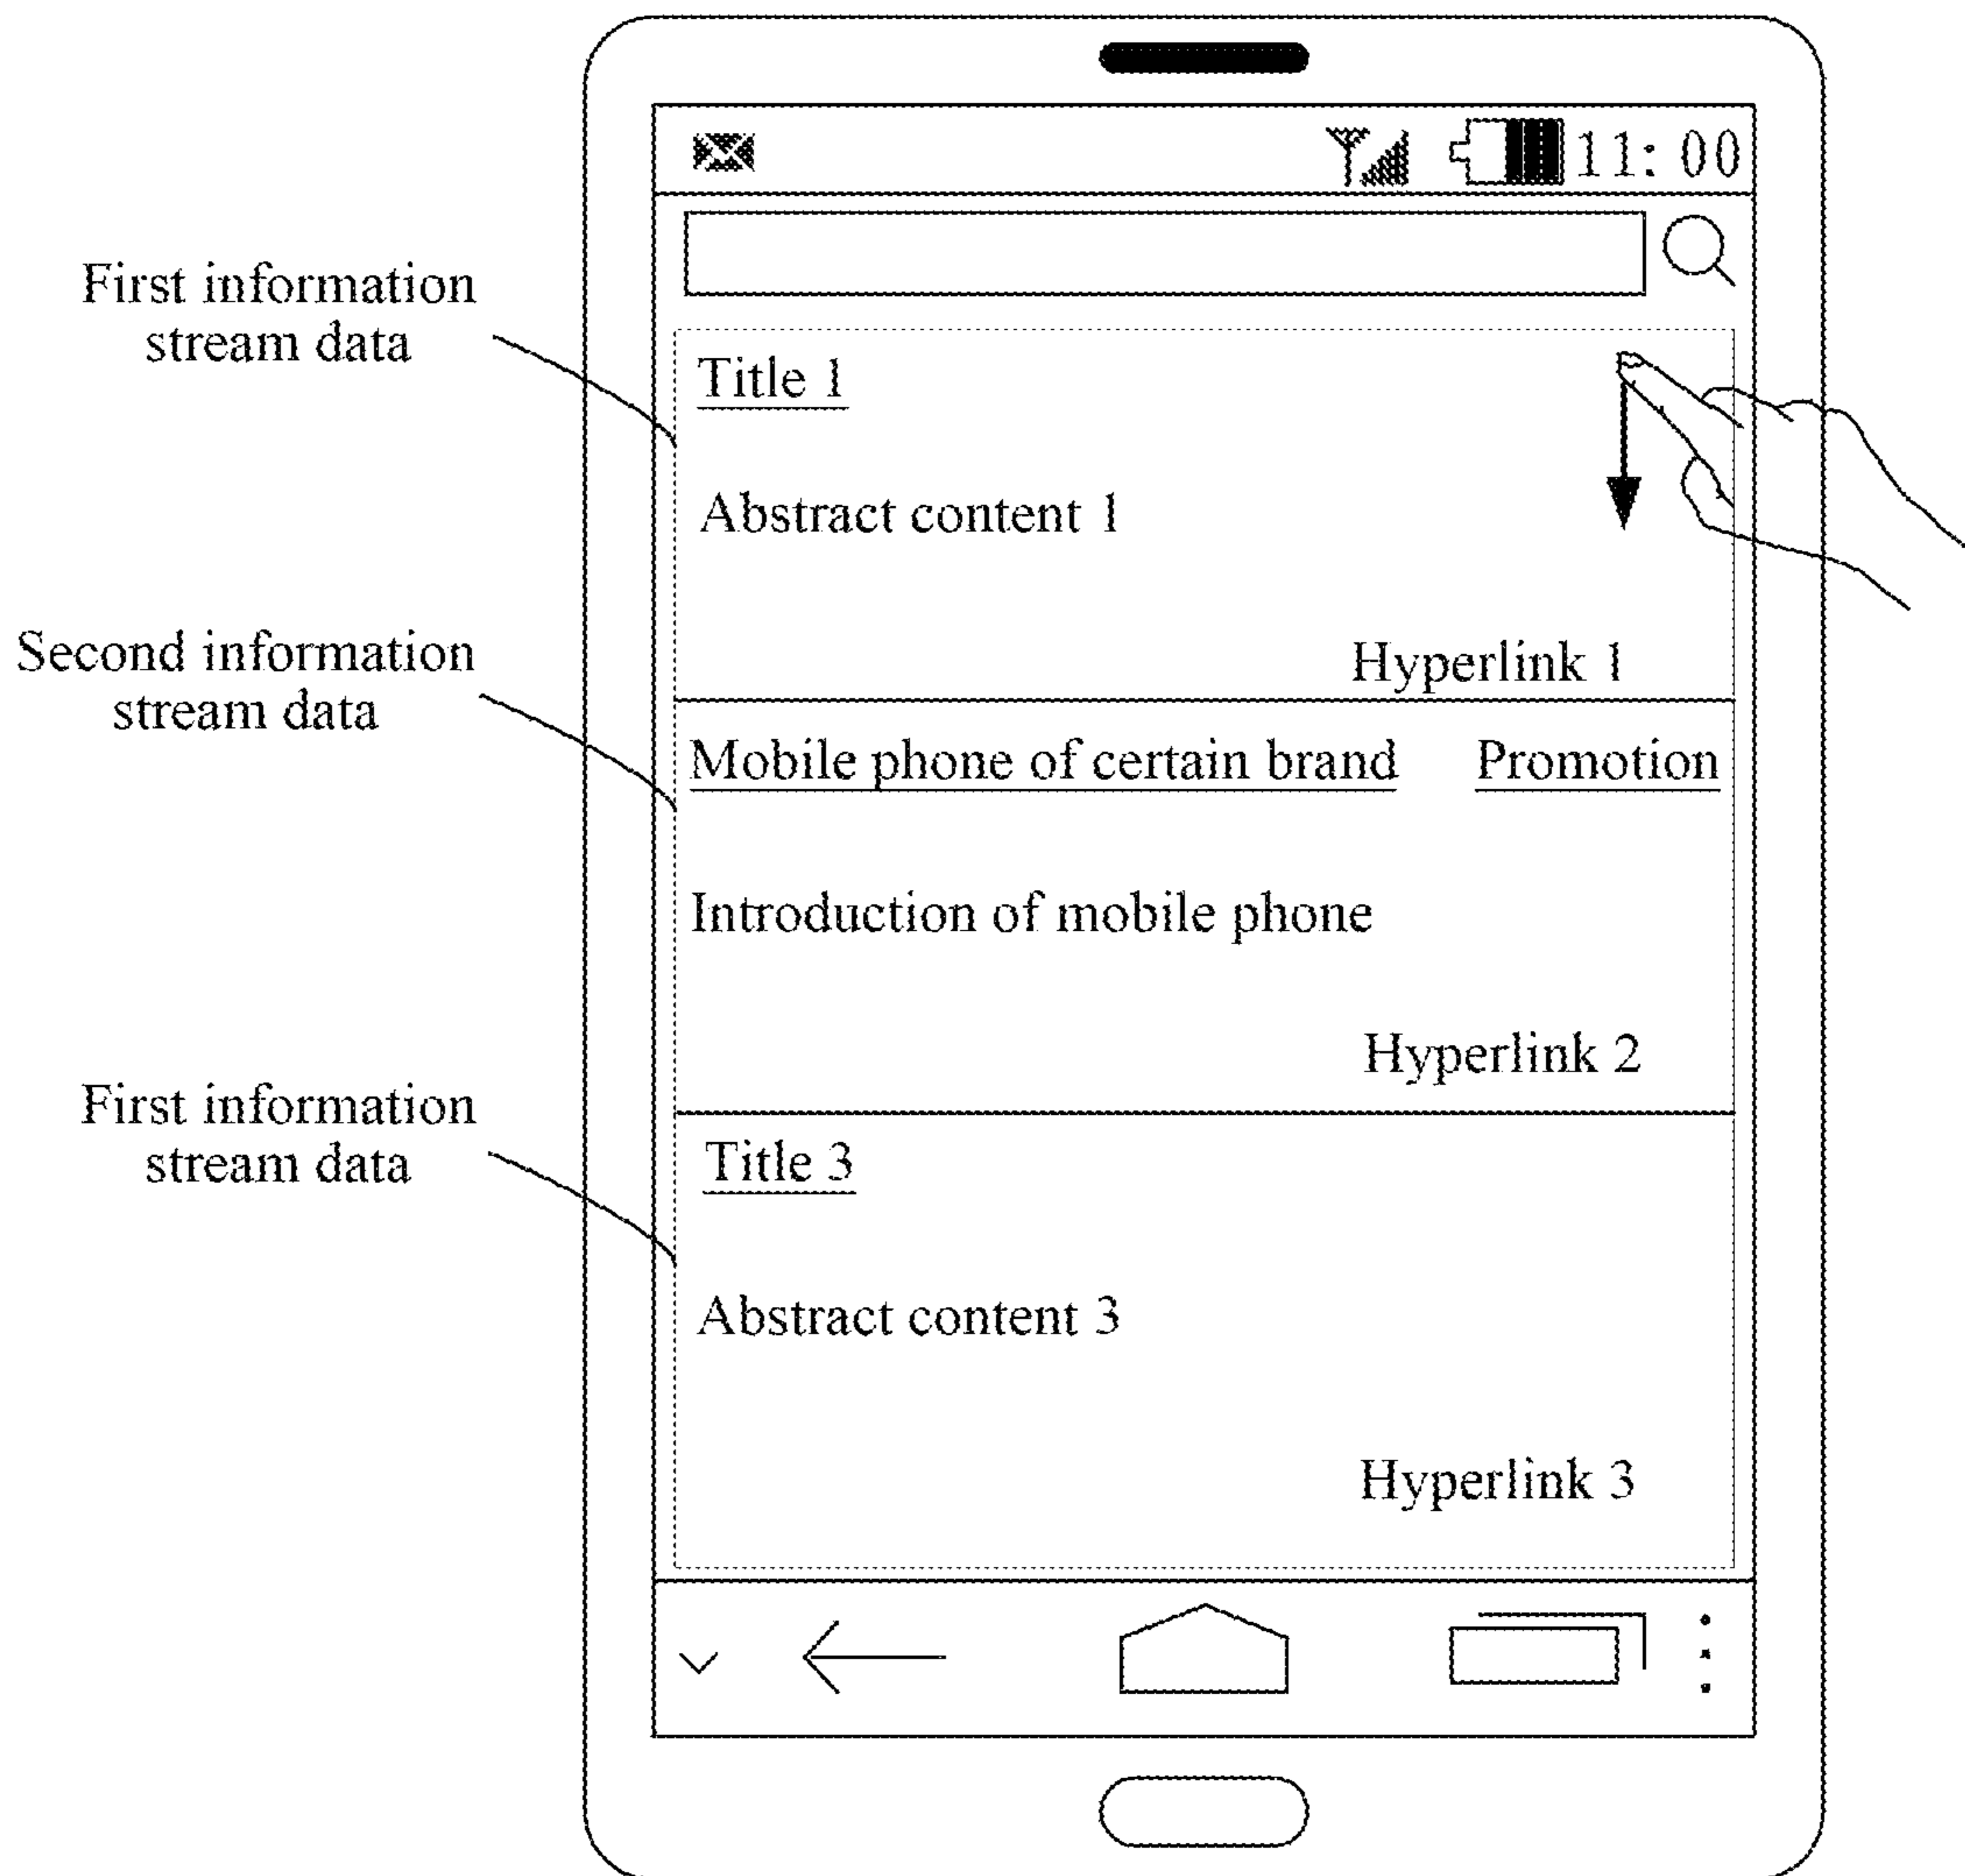 11: 00
First information
stream data
Title 1
Abstract content 1
Hyperlink 1
Second information
stream data
Mobile phone of certain brand Promotion
Introduction of mobile phone
Hyperlink 2
First information
stream data
Title 3
Abstract content 3
Hyperlink 3